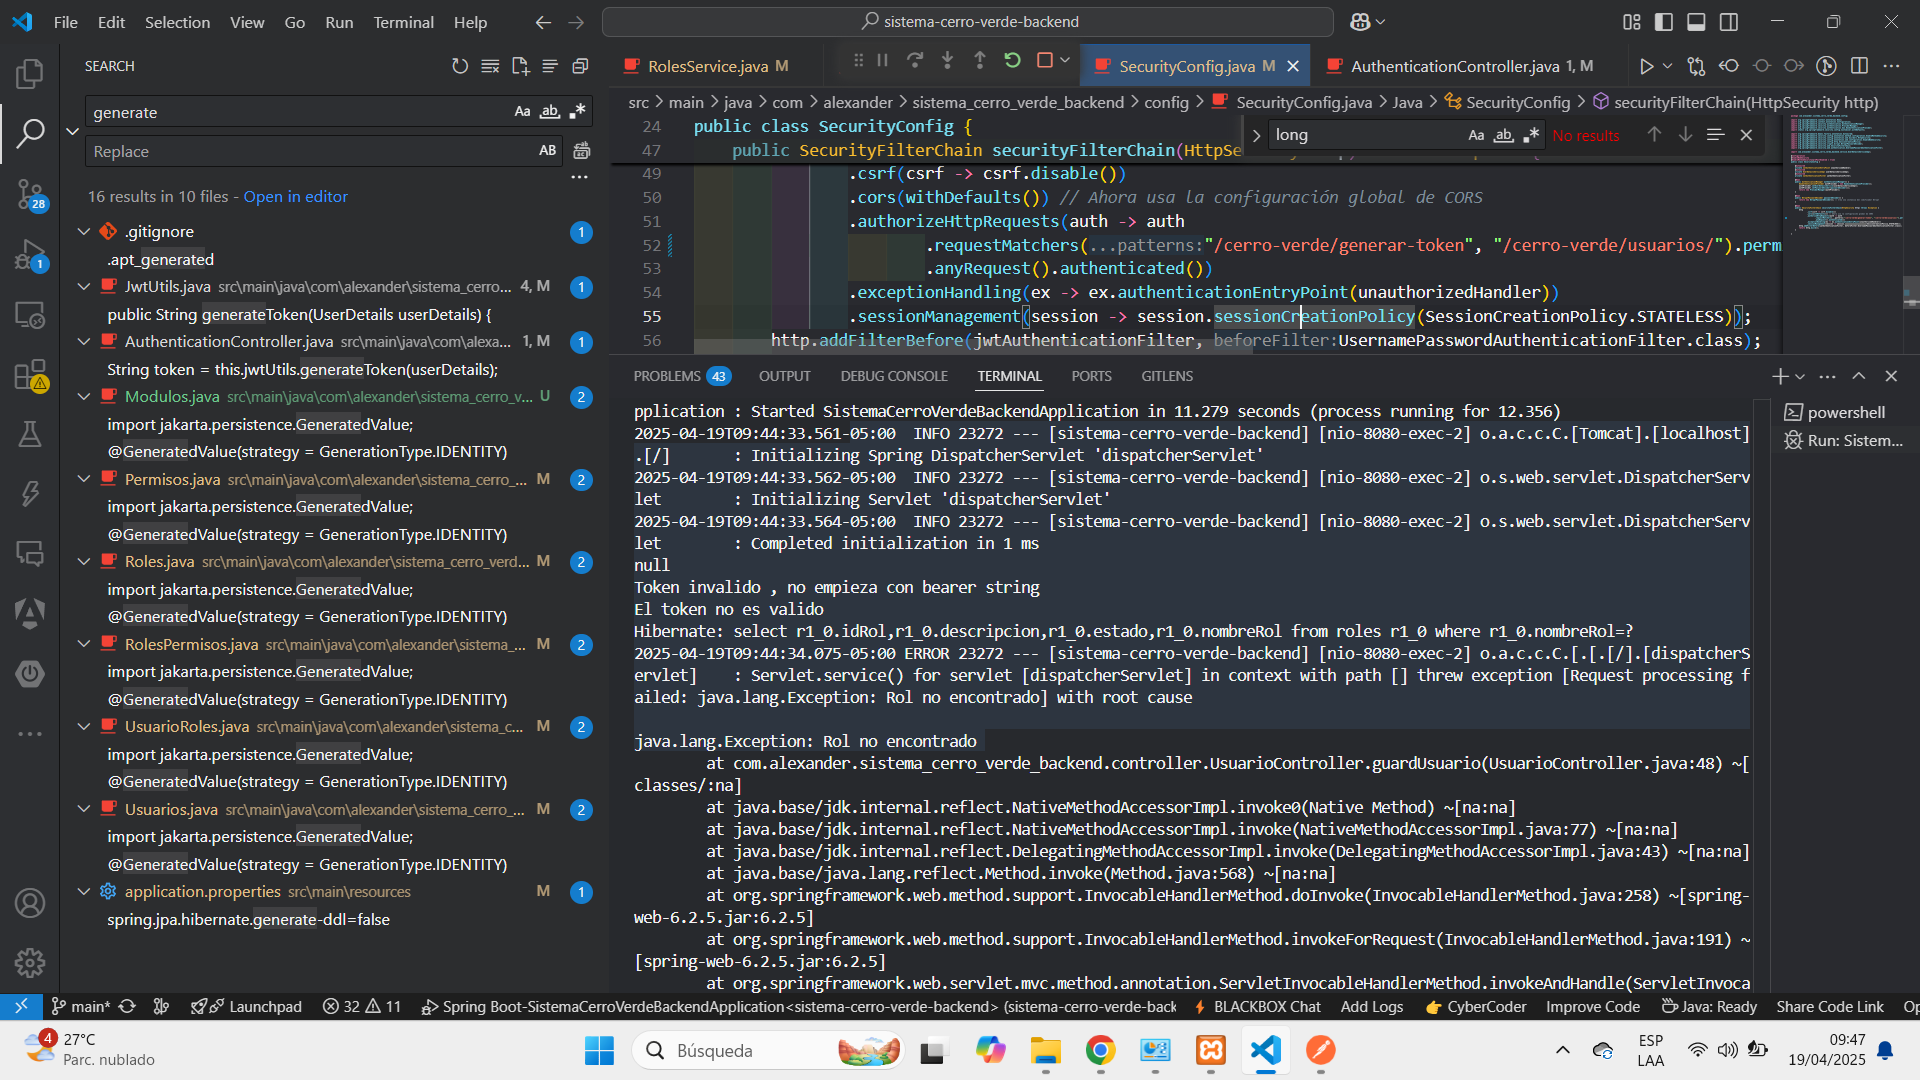 File Edit Selection View Go Run Terminal Help
sistema-cerro-verde-backend
SEARCH
generate
Aa ab
Replace
AB
16 results in 10 files - Open in editor
.gitignore 1
.apt_generated
JwtUtils.java src\main\java\com\alexander\sistema_cerro... 4, M 1
public String generateToken(UserDetails userDetails) {
AuthenticationController.java src\main\java\com\alexa... 1, M 1
String token = this.jwtUtils.generateToken(userDetails);
Modulos.java src\main\java\com\alexander\sistema_cerro_v... U 2
import jakarta.persistence.GeneratedValue;
@GeneratedValue(strategy = GenerationType.IDENTITY)
Permisos.java src\main\java\com\alexander\sistema_cerro_... M 2
import jakarta.persistence.GeneratedValue;
@GeneratedValue(strategy = GenerationType.IDENTITY)
Roles.java src\main\java\com\alexander\sistema_cerro_verd... M 2
import jakarta.persistence.GeneratedValue;
@GeneratedValue(strategy = GenerationType.IDENTITY)
RolesPermisos.java src\main\java\com\alexander\sistema_... M 2
import jakarta.persistence.GeneratedValue;
@GeneratedValue(strategy = GenerationType.IDENTITY)
UsuarioRoles.java src\main\java\com\alexander\sistema_c... M 2
import jakarta.persistence.GeneratedValue;
@GeneratedValue(strategy = GenerationType.IDENTITY)
Usuarios.java src\main\java\com\alexander\sistema_cerro_... M 2
import jakarta.persistence.GeneratedValue;
@GeneratedValue(strategy = GenerationType.IDENTITY)
application.properties src\main\resources M 1
spring.jpa.hibernate.generate-ddl=false
28
1
RolesService.java M
SecurityConfig.java M
AuthenticationController.java 1, M
src > main > java > com > alexander > sistema_cerro_verde_backend > config > SecurityConfig.java > Java > SecurityConfig > securityFilterChain(HttpSecurity http)
long Aa ab No results
24 public class SecurityConfig {
47 public SecurityFilterChain securityFilterChain(HttpSe
49 .csrf(csrf -> csrf.disable())
50 .cors(withDefaults()) // Ahora usa la configuración global de CORS
51 .authorizeHttpRequests(auth -> auth
52 .requestMatchers(...patterns:"/cerro-verde/generar-token", "/cerro-verde/usuarios/").perm
53 .anyRequest().authenticated())
54 .exceptionHandling(ex -> ex.authenticationEntryPoint(unauthorizedHandler))
55 .sessionManagement(session -> session.sessionCreationPolicy(SessionCreationPolicy.STATELESS));
56 http.addFilterBefore(jwtAuthenticationFilter, beforeFilter:UsernamePasswordAuthenticationFilter.class);
PROBLEMS 43 OUTPUT DEBUG CONSOLE TERMINAL PORTS GITLENS
powershell
Run: Sistem...
pplication : Started SistemaCerroVerdeBackendApplication in 11.279 seconds (process running for 12.356)
2025-04-19T09:44:33.561-05:00 INFO 23272 --- [sistema-cerro-verde-backend] [nio-8080-exec-2] o.a.c.c.C.[Tomcat].[localhost]
.[/] : Initializing Spring DispatcherServlet 'dispatcherServlet'
2025-04-19T09:44:33.562-05:00 INFO 23272 --- [sistema-cerro-verde-backend] [nio-8080-exec-2] o.s.web.servlet.DispatcherServ
let : Initializing Servlet 'dispatcherServlet'
2025-04-19T09:44:33.564-05:00 INFO 23272 --- [sistema-cerro-verde-backend] [nio-8080-exec-2] o.s.web.servlet.DispatcherServ
let : Completed initialization in 1 ms
null
Token invalido , no empieza con bearer string
El token no es valido
Hibernate: select r1_0.idRol,r1_0.descripcion,r1_0.estado,r1_0.nombreRol from roles r1_0 where r1_0.nombreRol=?
2025-04-19T09:44:34.075-05:00 ERROR 23272 --- [sistema-cerro-verde-backend] [nio-8080-exec-2] o.a.c.c.C.[.[.[/].[dispatcherS
ervlet] : Servlet.service() for servlet [dispatcherServlet] in context with path [] threw exception [Request processing f
ailed: java.lang.Exception: Rol no encontrado] with root cause
java.lang.Exception: Rol no encontrado
at com.alexander.sistema_cerro_verde_backend.controller.UsuarioController.guardUsuario(UsuarioController.java:48) ~[
classes/:na]
at java.base/jdk.internal.reflect.NativeMethodAccessorImpl.invoke0(Native Method) ~[na:na]
at java.base/jdk.internal.reflect.NativeMethodAccessorImpl.invoke(NativeMethodAccessorImpl.java:77) ~[na:na]
at java.base/jdk.internal.reflect.DelegatingMethodAccessorImpl.invoke(DelegatingMethodAccessorImpl.java:43) ~[na:na]
at java.base/java.lang.reflect.Method.invoke(Method.java:568) ~[na:na]
at org.springframework.web.method.support.InvocableHandlerMethod.doInvoke(InvocableHandlerMethod.java:258) ~[spring-
web-6.2.5.jar:6.2.5]
at org.springframework.web.method.support.InvocableHandlerMethod.invokeForRequest(InvocableHandlerMethod.java:191) ~
[spring-web-6.2.5.jar:6.2.5]
at org.springframework.web.servlet.mvc.method.annotation.ServletInvocableHandlerMethod.invokeAndHandle(ServletInvoca
main* Launchpad 32 11 Spring Boot-SistemaCerroVerdeBackendApplication<sistema-cerro-verde-backend> (sistema-cerro-verde-back BLACKBOX Chat Add Logs CyberCoder Improve Code Java: Ready Share Code Link Op
4
27°C
Parc. nublado
Búsqueda
ESP
LAA
09:47
19/04/2025